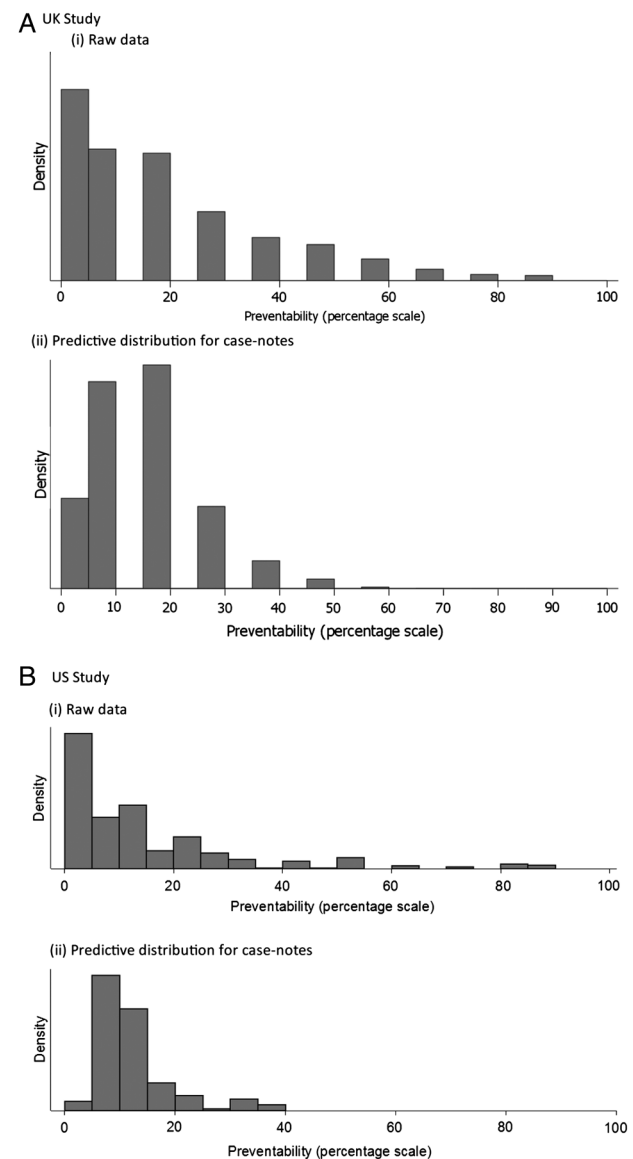 A UK Study
(i) Raw data
Density
0 20 40 60 80 100
Preventability (percentage scale)
(ii) Predictive distribution for case-notes
Density
0 10 20 30 40 50 60 70 80 90 100
Preventability (percentage scale)
B US Study
(i) Raw data
Density
0 20 40 60 80 100
Preventability (percentage scale)
(ii) Predictive distribution for case-notes
Density
0 20 40 60 80 100
Preventability (percentage scale)